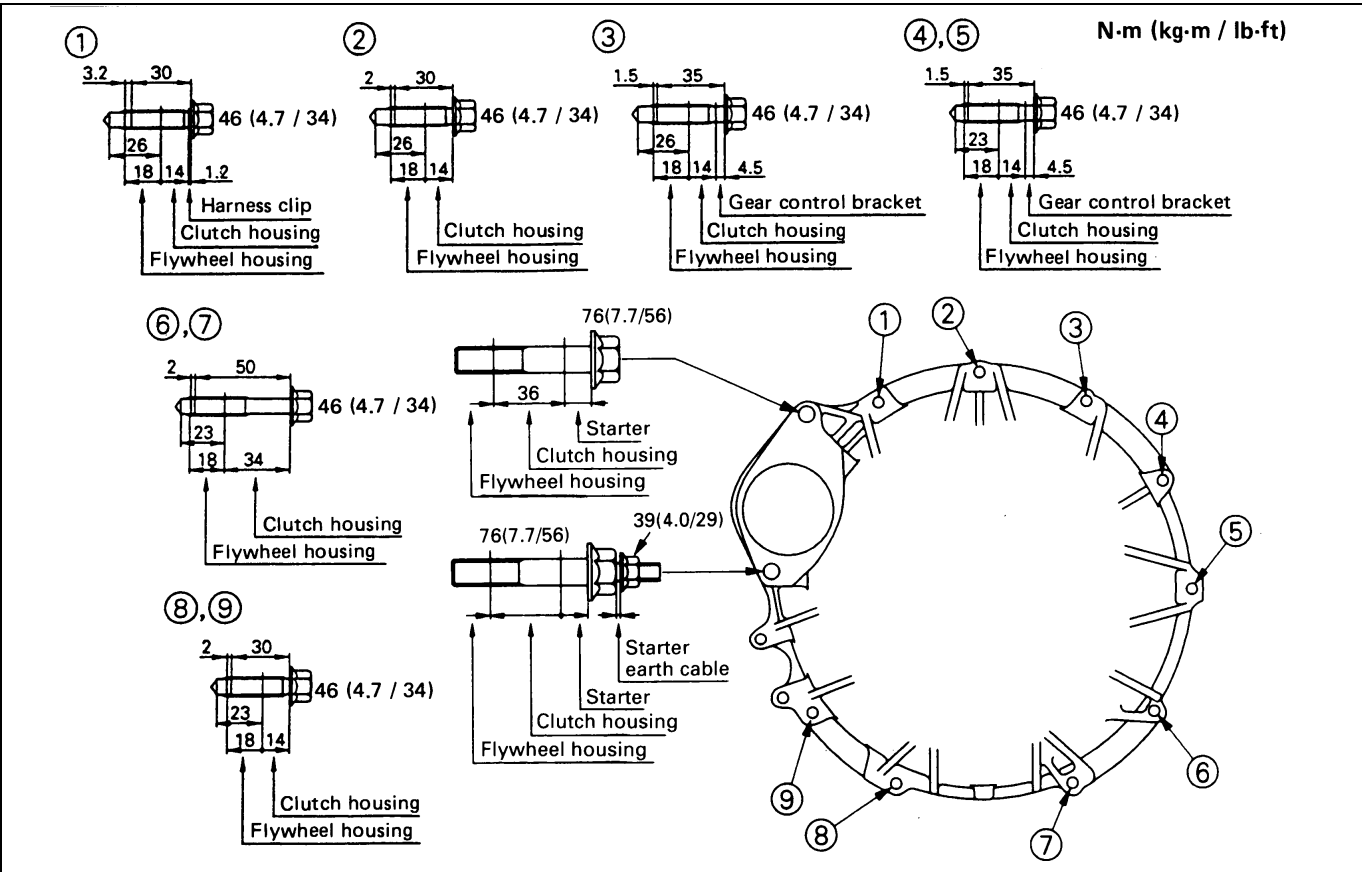 N·m (kg·m / lb·ft)
①
3.2 30
46 (4.7 / 34)
26
18 14 1.2
Harness clip
Clutch housing
Flywheel housing
②
2 30
46 (4.7 / 34)
26
18 14
Clutch housing
Flywheel housing
③
1.5 35
46 (4.7 / 34)
26
18 14 4.5
Gear control bracket
Clutch housing
Flywheel housing
④,⑤
1.5 35
46 (4.7 / 34)
23
18 14 4.5
Gear control bracket
Clutch housing
Flywheel housing
⑥,⑦
2 50
46 (4.7 / 34)
23
18 34
Clutch housing
Flywheel housing
76(7.7/56)
36
Starter
Clutch housing
Flywheel housing
76(7.7/56)
39(4.0/29)
Starter
earth cable
Starter
Clutch housing
Flywheel housing
⑧,⑨
2 30
46 (4.7 / 34)
23
18 14
Clutch housing
Flywheel housing
①
②
③
④
⑤
⑥
⑦
⑧
⑨